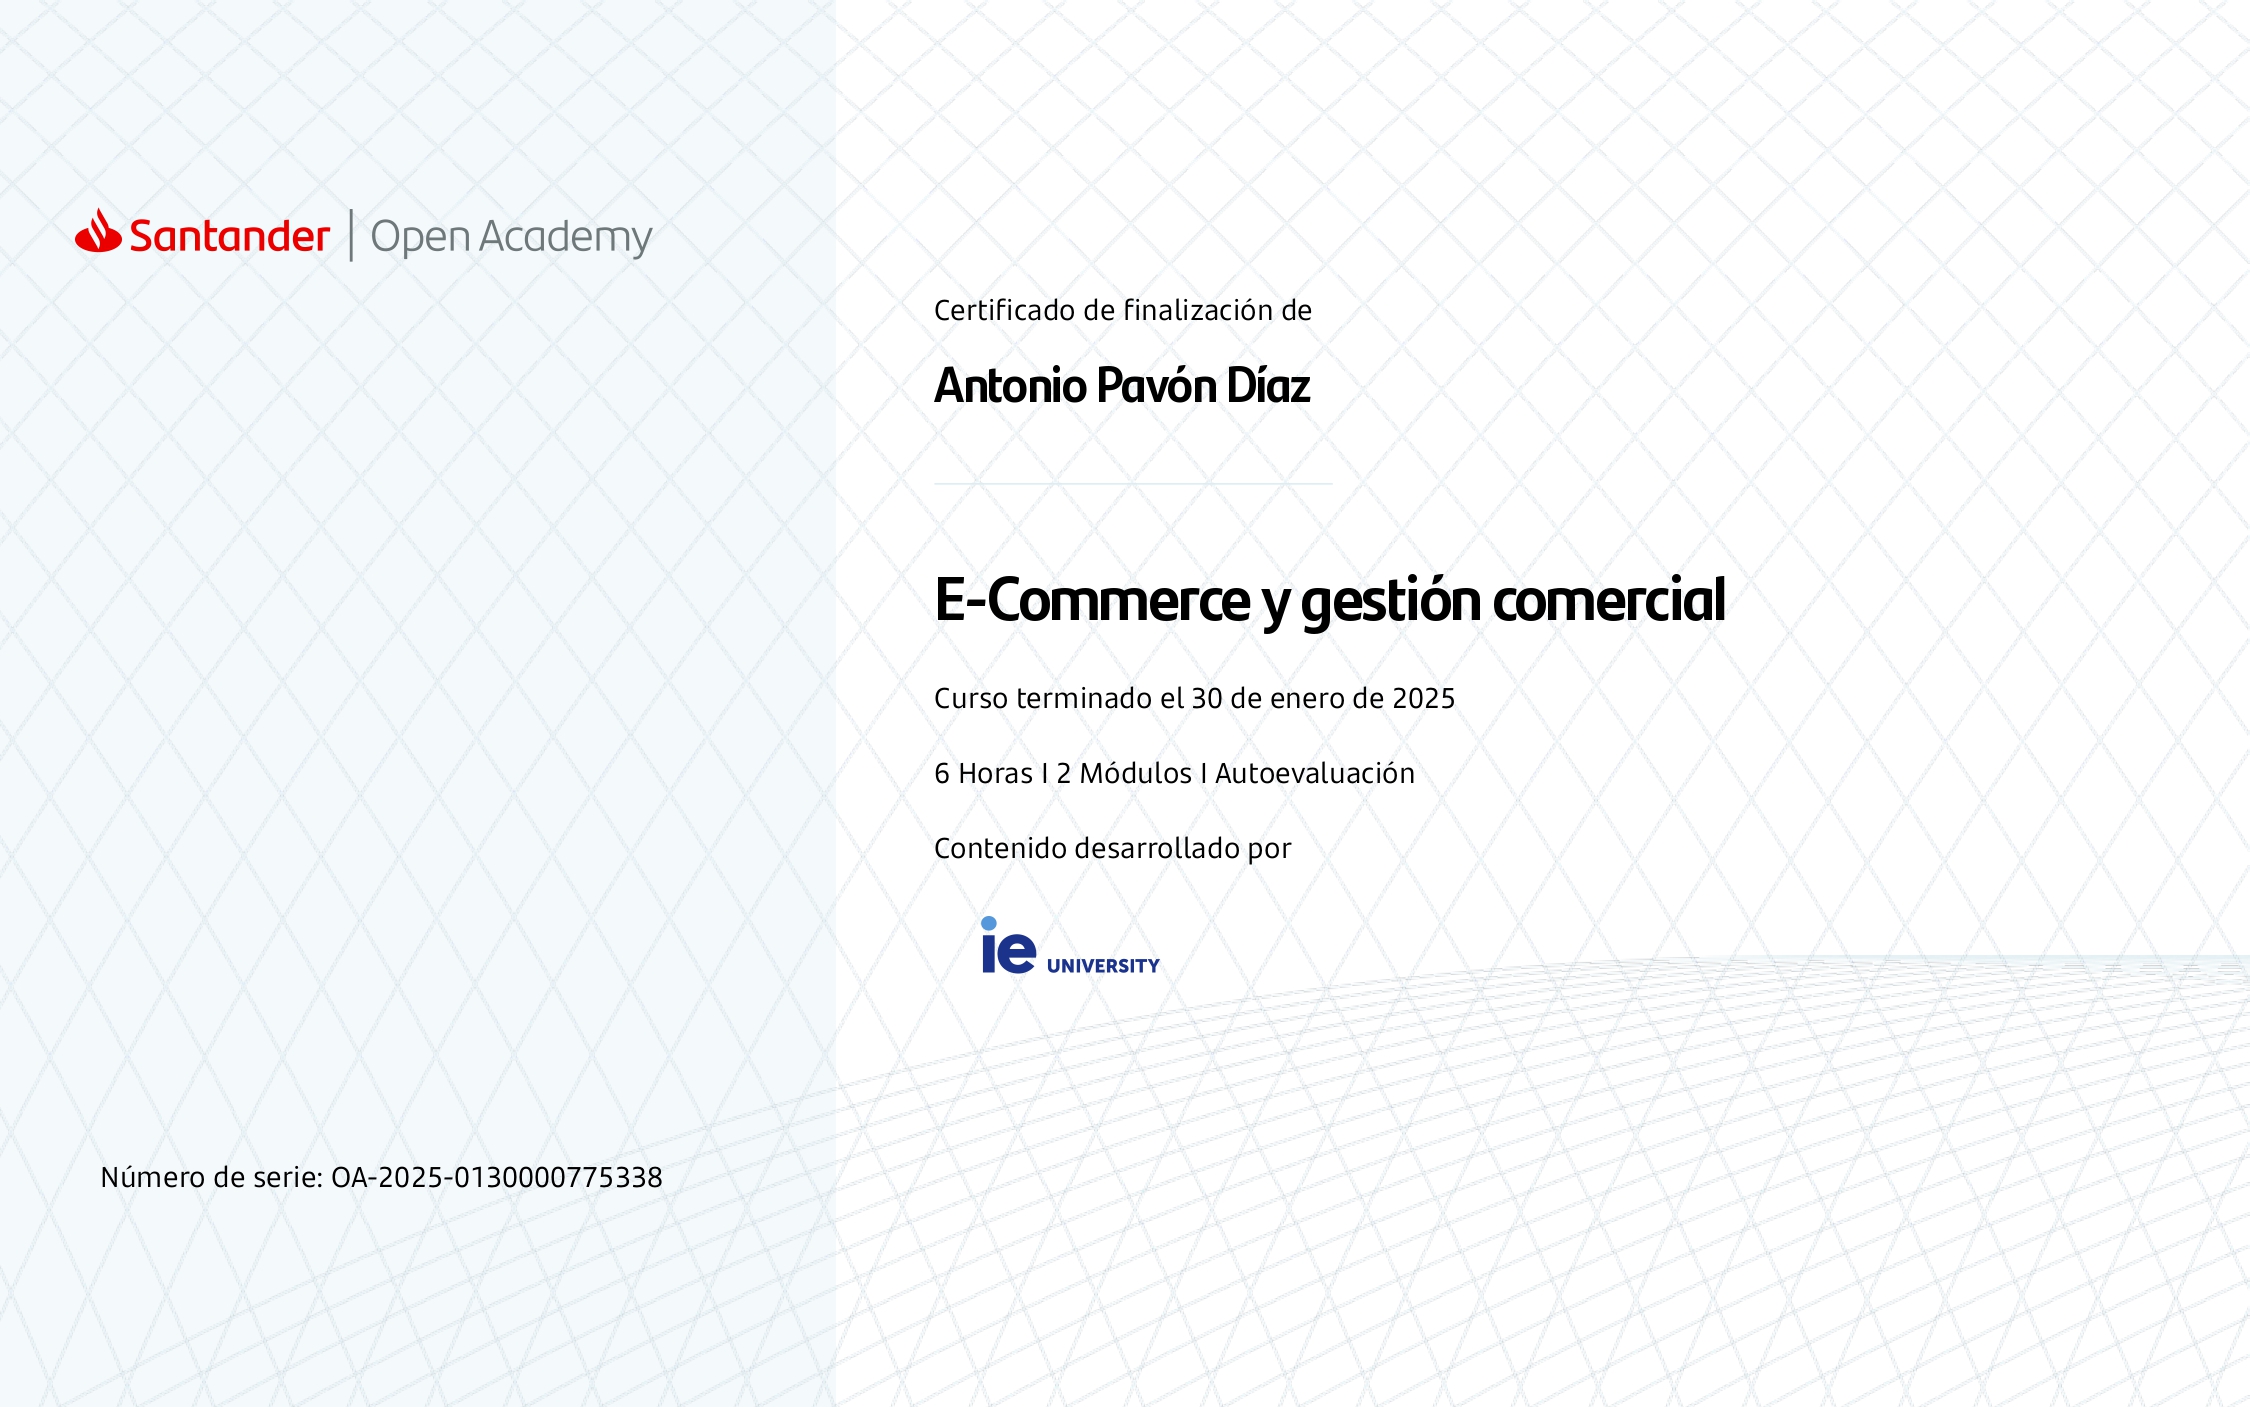 Santander | Open Academy
Certificado de finalización de
Antonio Pavón Díaz
E-Commerce y gestión comercial
Curso terminado el 30 de enero de 2025
6 Horas I 2 Módulos I Autoevaluación
Contenido desarrollado por
ie UNIVERSITY
Número de serie: OA-2025-0130000775338